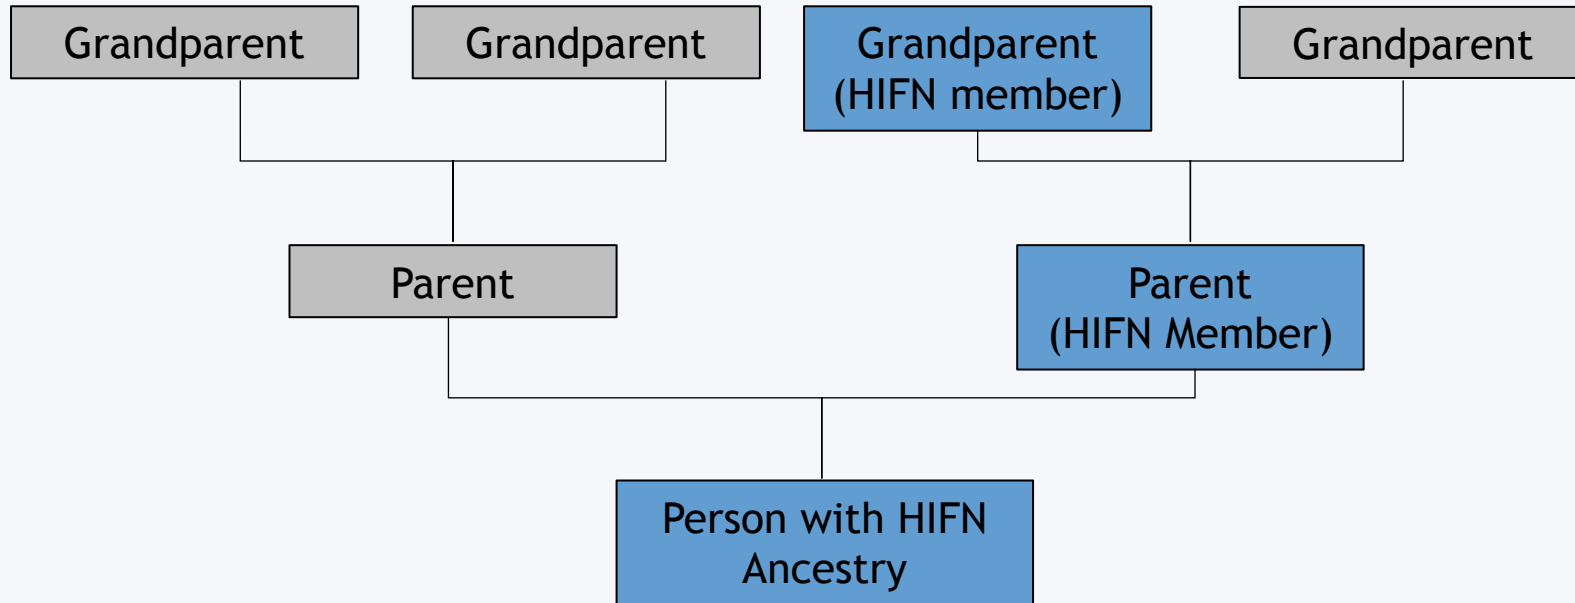 Grandparent
Grandparent
Grandparent
(HIFN member)
Grandparent
Parent
Parent
(HIFN Member)
Person with HIFN
Ancestry